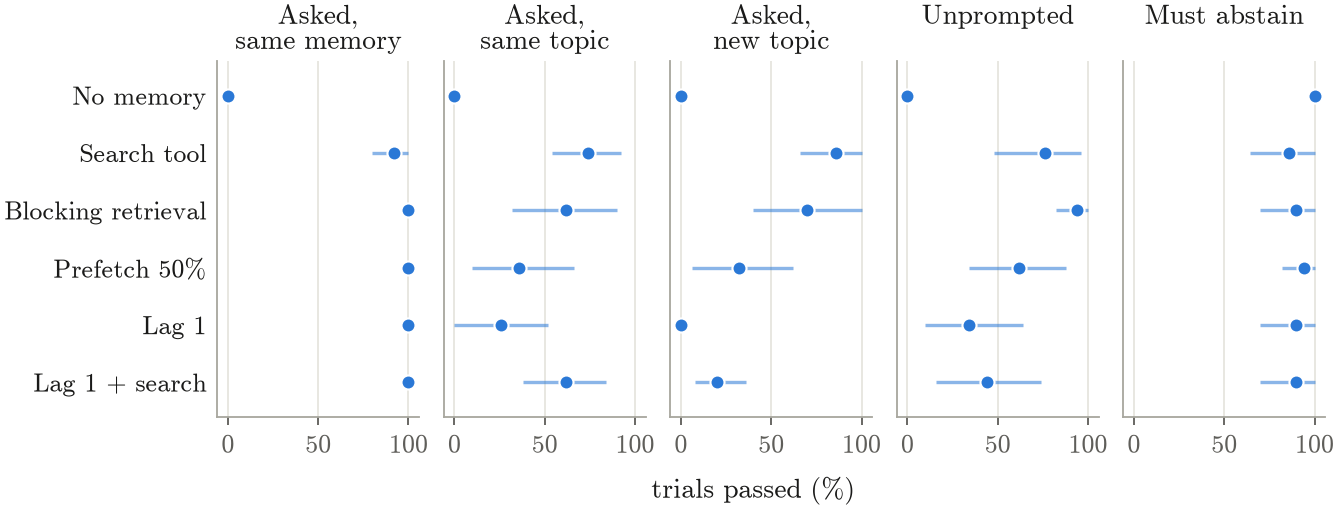 Asked,
same memory
Asked,
same topic
Asked,
new topic
Unprompted
Must abstain
No memory
Search tool
Blocking retrieval
Prefetch 50%
Lag 1
Lag 1 + search
0 50 100
0 50 100
0 50 100
0 50 100
0 50 100
trials passed (%)